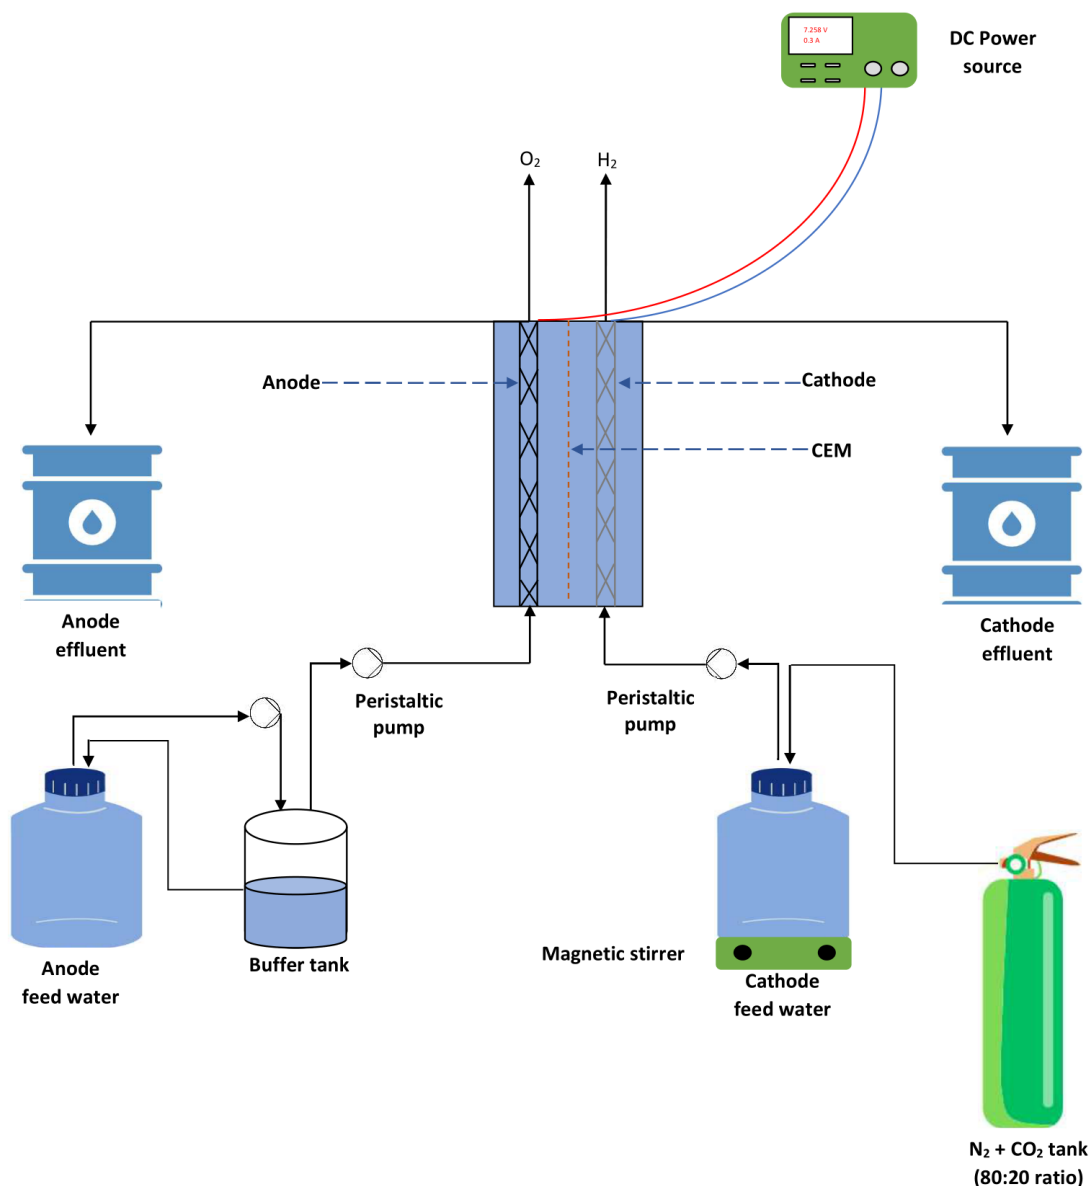 7.258 V
0.3 A
DC Power
source
O₂
H₂
Anode
Cathode
CEM
Anode
effluent
Cathode
effluent
Peristaltic
pump
Peristaltic
pump
Magnetic stirrer
Buffer tank
Anode
feed water
Cathode
feed water
N₂ + CO₂ tank
(80:20 ratio)